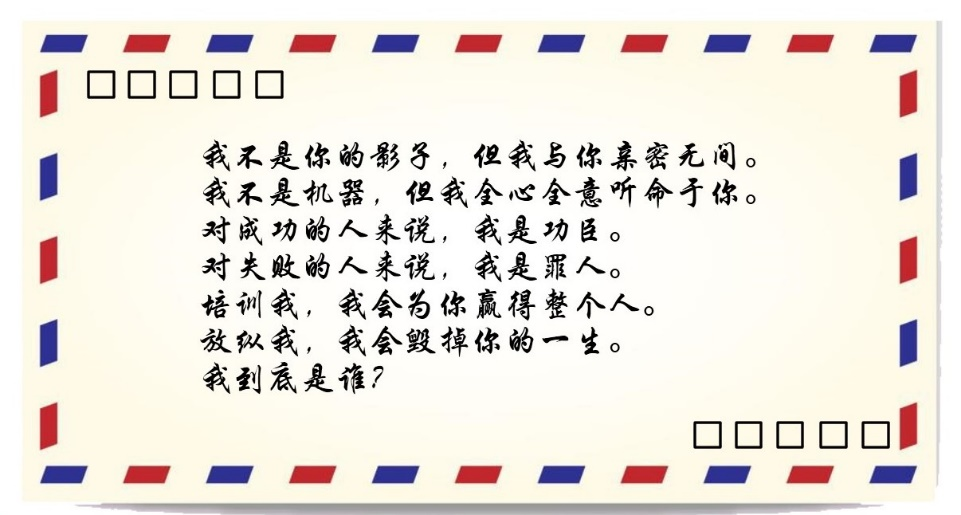 我不是你的影子，但我与你亲密无间。
我不是机器，但我全心全意听命于你。
对成功的人来说，我是功臣。
对失败的人来说，我是罪人。
培训我，我会为你赢得整个人。
放纵我，我会毁掉你的一生。
我到底是谁？